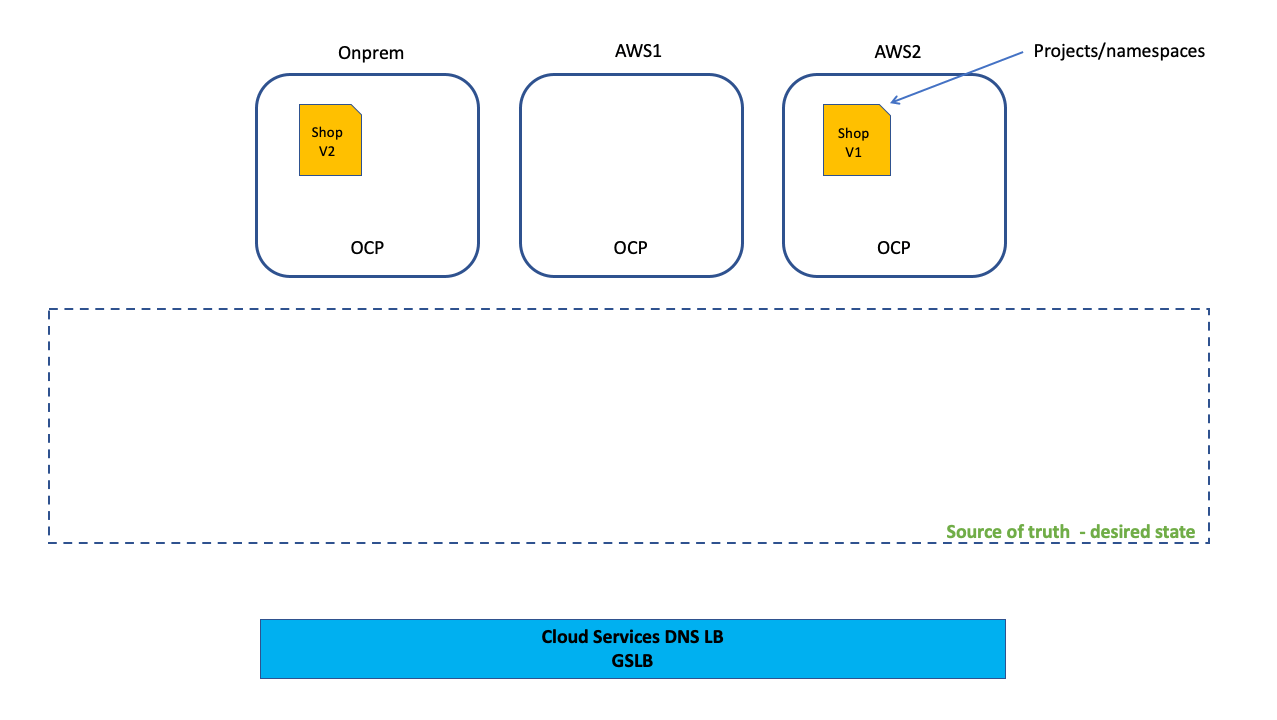 Onprem
AWS1
AWS2
Projects/namespaces
Shop
V2
Shop
V1
OCP
OCP
OCP
Source of truth  - desired state
Cloud Services DNS LB
GSLB